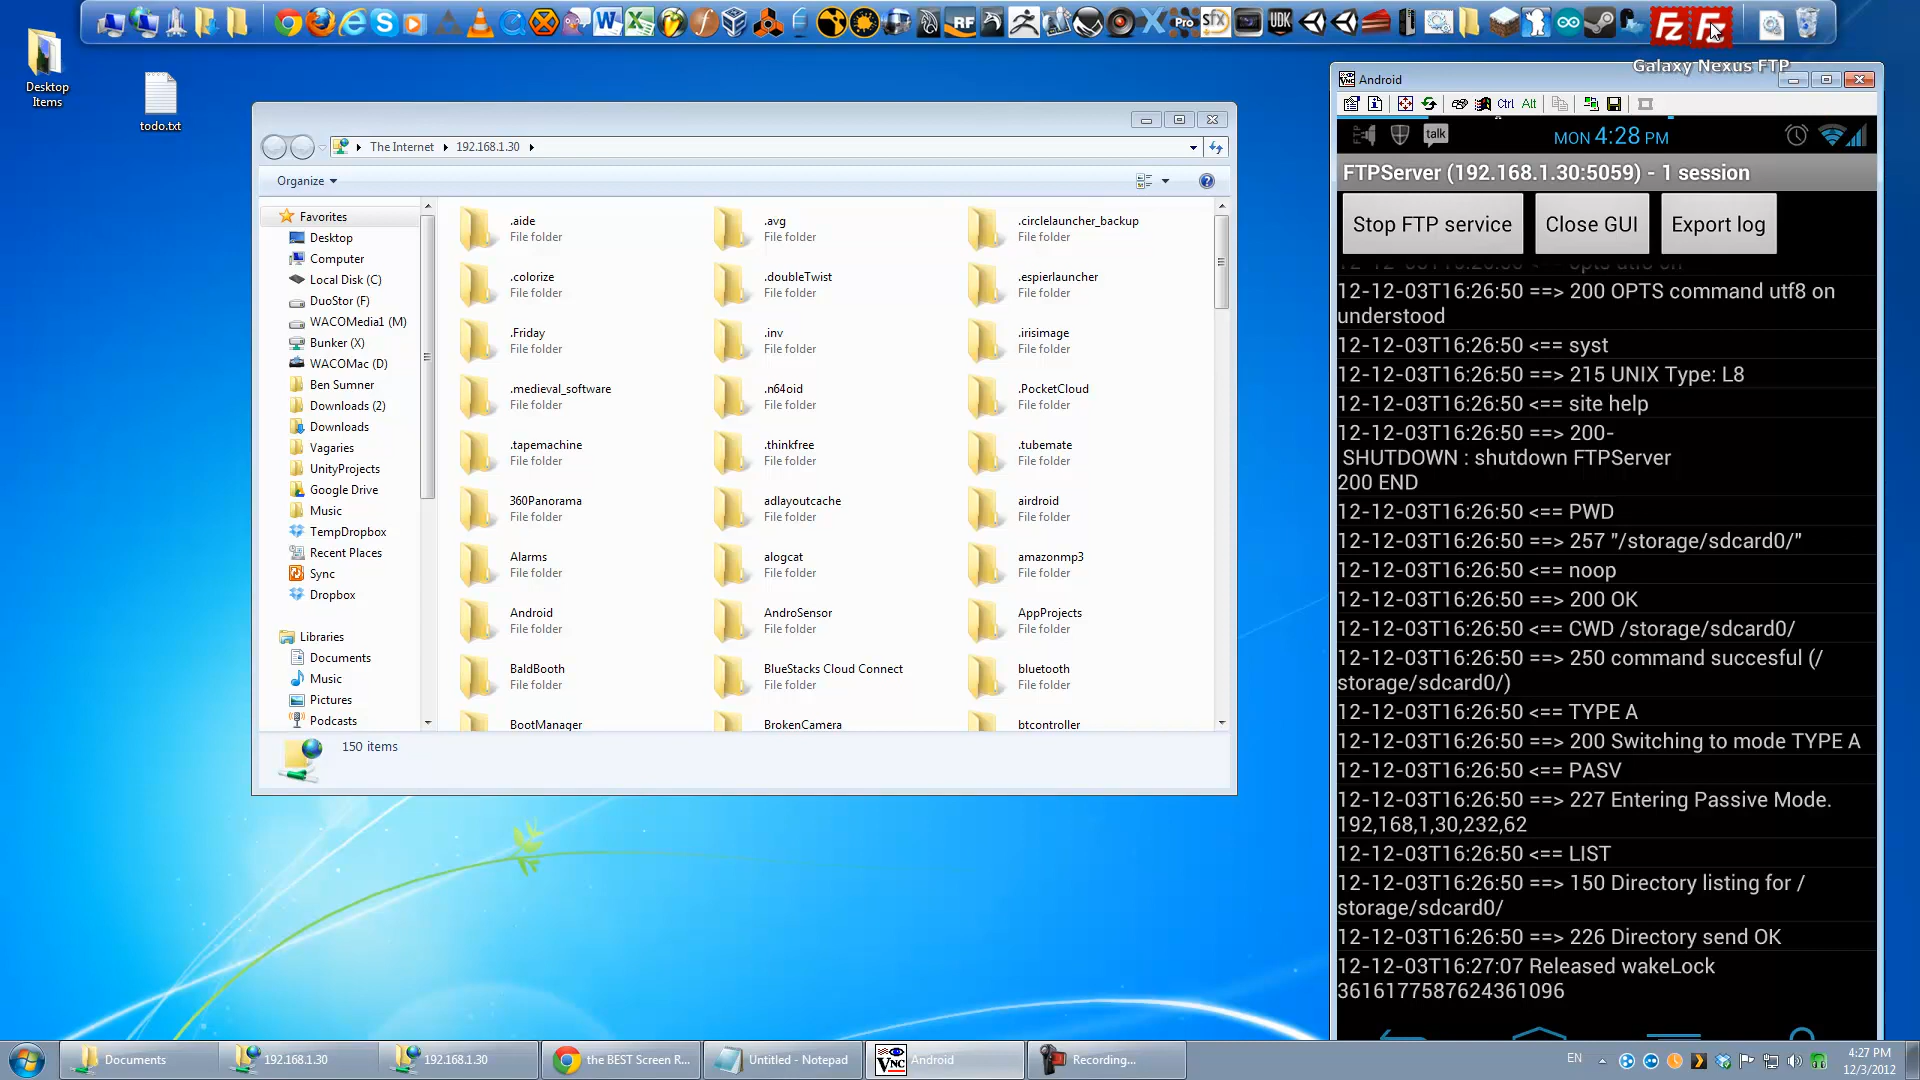 Desktop
Items
todo.txt
W
X
RF
Pro
sfx
UDK
Fz
Galaxy Nexus FTP
The Internet
192.168.1.30
Organize
Favorites
Desktop
Computer
Local Disk (C)
DuoStor (F)
WACOMedia1 (M)
Bunker (X)
WACOMac (D)
Ben Sumner
Downloads (2)
Downloads
Vagaries
UnityProjects
Google Drive
Music
TempDropbox
Recent Places
Sync
Dropbox
Libraries
Documents
Music
Pictures
Podcasts
.aide
File folder
.avg
File folder
.circlelauncher_backup
File folder
.colorize
File folder
.doubleTwist
File folder
.espierlauncher
File folder
.Friday
File folder
.inv
File folder
.irisimage
File folder
.medieval_software
File folder
.n64oid
File folder
.PocketCloud
File folder
.tapemachine
File folder
.thinkfree
File folder
.tubemate
File folder
360Panorama
File folder
adlayoutcache
File folder
airdroid
File folder
Alarms
File folder
alogcat
File folder
amazonmp3
File folder
Android
File folder
AndroSensor
File folder
AppProjects
File folder
BaldBooth
File folder
BlueStacks Cloud Connect
File folder
bluetooth
File folder
BootManager
BrokenCamera
btcontroller
150 items
Android
Ctrl Alt
talk
MON 4:28 PM
FTPServer (192.168.1.30:5059) - 1 session
Stop FTP service
Close GUI
Export log
12-12-03T16:26:50 ==> 200 OPTS command utf8 on
understood
12-12-03T16:26:50 <== syst
12-12-03T16:26:50 ==> 215 UNIX Type: L8
12-12-03T16:26:50 <== site help
12-12-03T16:26:50 ==> 200-
SHUTDOWN : shutdown FTPServer
200 END
12-12-03T16:26:50 <== PWD
12-12-03T16:26:50 ==> 257 "/storage/sdcard0/"
12-12-03T16:26:50 <== noop
12-12-03T16:26:50 ==> 200 OK
12-12-03T16:26:50 <== CWD /storage/sdcard0/
12-12-03T16:26:50 ==> 250 command succesful (/
storage/sdcard0/)
12-12-03T16:26:50 <== TYPE A
12-12-03T16:26:50 ==> 200 Switching to mode TYPE A
12-12-03T16:26:50 <== PASV
12-12-03T16:26:50 ==> 227 Entering Passive Mode.
192,168,1,30,232,62
12-12-03T16:26:50 <== LIST
12-12-03T16:26:50 ==> 150 Directory listing for /
storage/sdcard0/
12-12-03T16:26:50 ==> 226 Directory send OK
12-12-03T16:27:07 Released wakeLock
3616177587624361096
Documents
192.168.1.30
192.168.1.30
the BEST Screen R...
Untitled - Notepad
VNC
Android
Recording...
EN
4:27 PM
12/3/2012